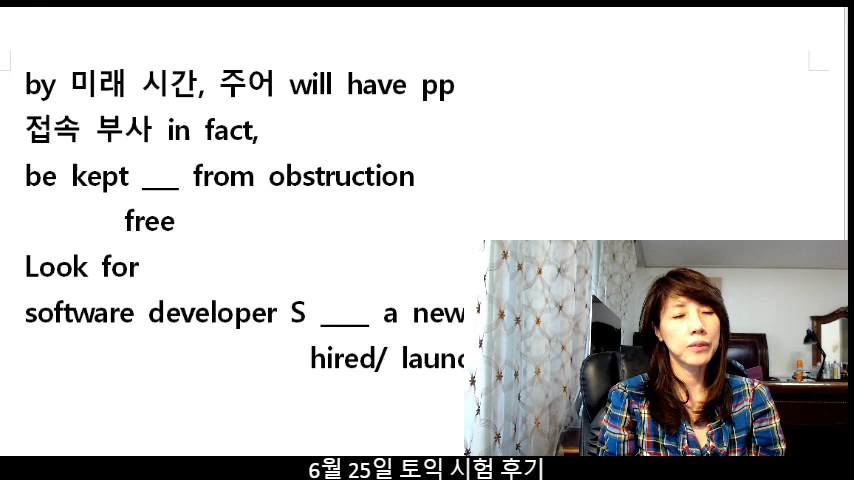 by 미래 시간, 주어 will have pp
접속 부사 in fact,
be kept ___ from obstruction
free
Look for
software developer S ____ a new
hired/
6월 25일 토익 시험 후기